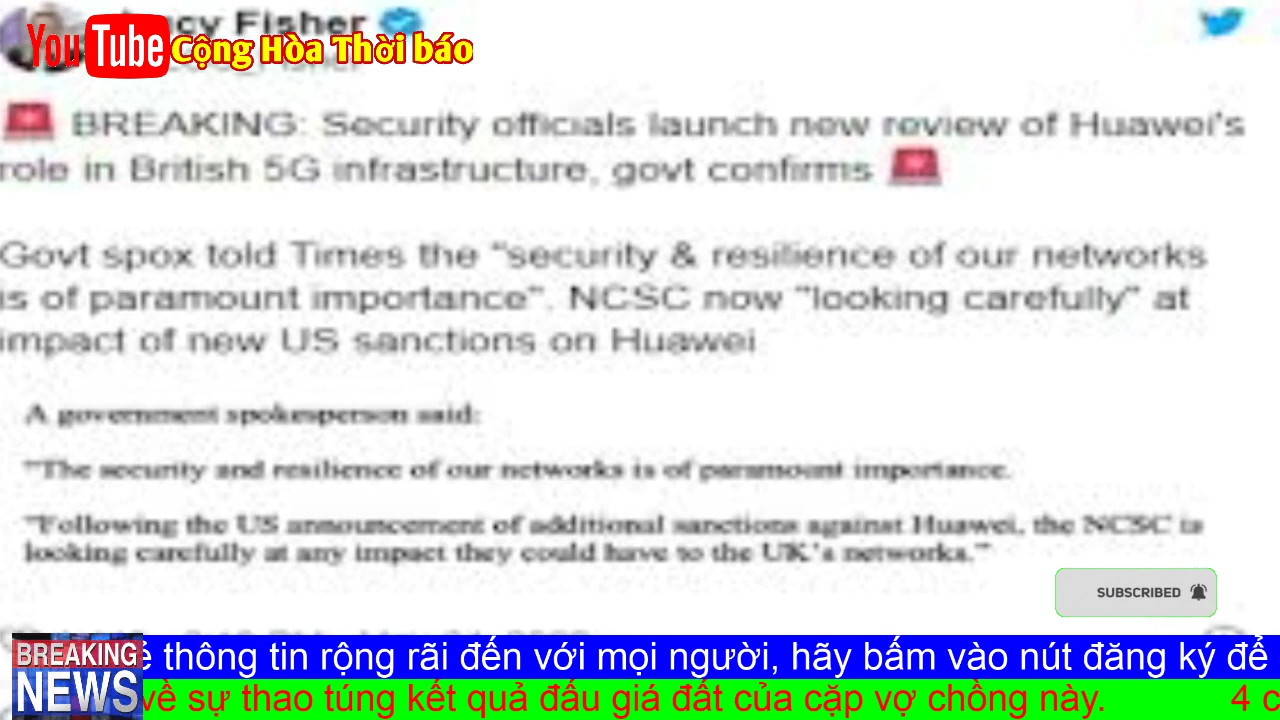 Fisher
YouTube Cộng Hòa Thời báo
BREAKING: Security officials launch new review of Huawei's
role in British 5G infrastructure, govt confirms
Govt spox told Times the "security & resilience of our networks
is of paramount importance". NCSC now "looking carefully" at
impact of new US sanctions on Huawei
A government spokesperson said:
"The security and resilience of our networks is of paramount importance.
"Following the US announcement of additional sanctions against Huawei, the NCSC is
looking carefully at any impact they could have to the UK's networks."
SUBSCRIBED
BREAKING
NEWS
thông tin rộng rãi đến với mọi người, hãy bấm vào nút đăng ký để
về sự thao túng kết quả đấu giá đất của cặp vợ chồng này. 4 c